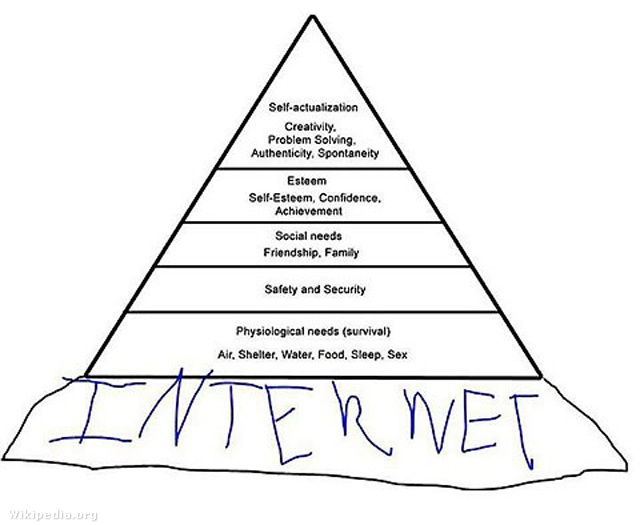 Self-actualization
Creativity,
Problem Solving,
Authenticity, Spontaneity
Esteem
Self-Esteem, Confidence,
Achievement
Social needs
Friendship, Family
Safety and Security
Physiological needs (survival)
Air, Shelter, Water, Food, Sleep, Sex
INTERNET
Wikipedia.org